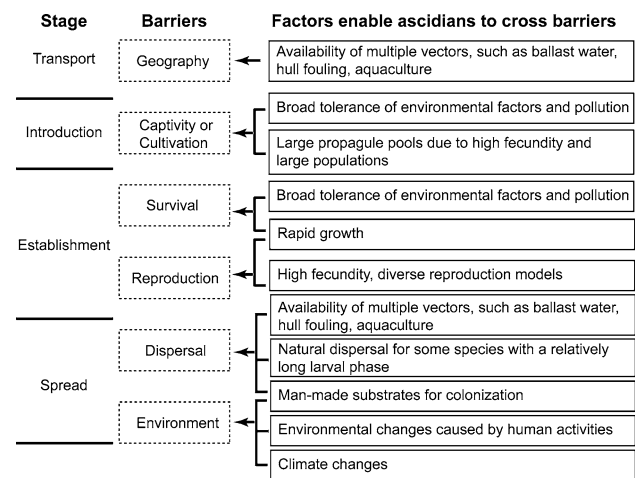 Stage Barriers Factors enable ascidians to cross barriers
Transport
Geography
Availability of multiple vectors, such as ballast water,
hull fouling, aquaculture
Introduction
Captivity or
Cultivation
Broad tolerance of environmental factors and pollution
Large propagule pools due to high fecundity and
large populations
Establishment
Survival
Broad tolerance of environmental factors and pollution
Rapid growth
Reproduction
High fecundity, diverse reproduction models
Spread
Dispersal
Availability of multiple vectors, such as ballast water,
hull fouling, aquaculture
Natural dispersal for some species with a relatively
long larval phase
Man-made substrates for colonization
Environment
Environmental changes caused by human activities
Climate changes